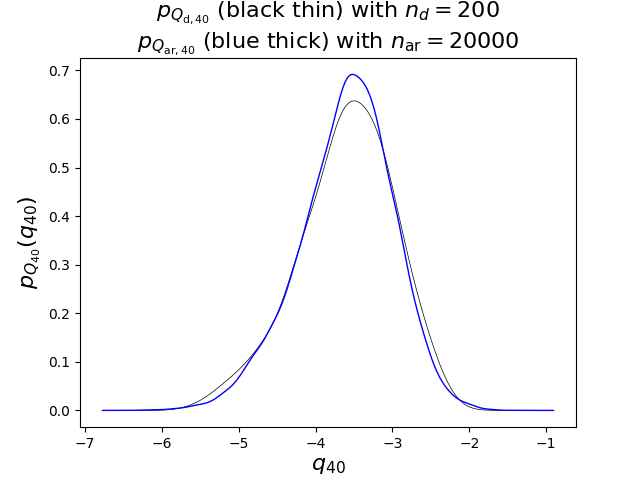 $p_{Q_{\mathrm{d},40}}$ (black thin) with $n_d = 200$
$p_{Q_{\mathrm{ar},40}}$ (blue thick) with $n_{\mathrm{ar}} = 20000$
$p_{Q_{40}}(q_{40})$
0.7
0.6
0.5
0.4
0.3
0.2
0.1
0.0
−7 −6 −5 −4 −3 −2 −1
$q_{40}$